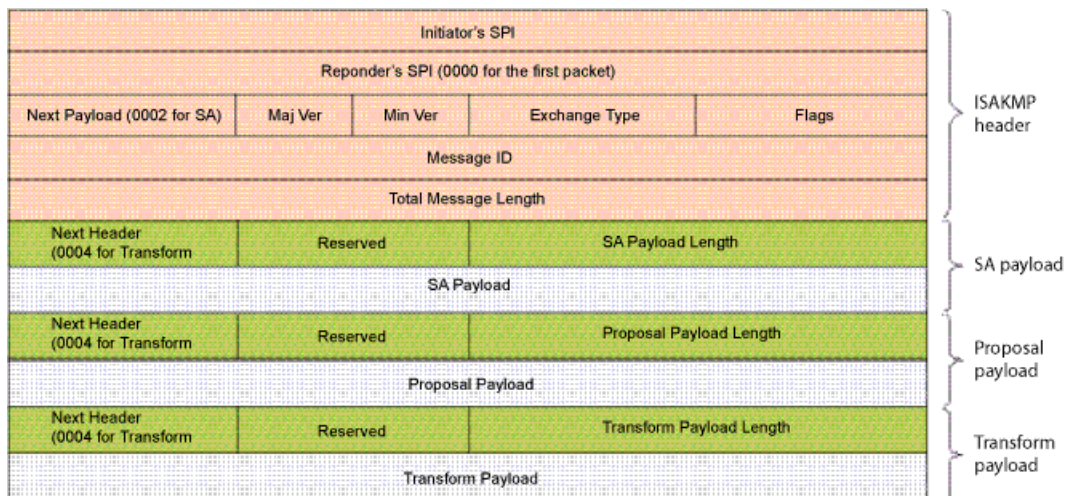 Initiator's SPI
Reponder's SPI (0000 for the first packet)
Next Payload (0002 for SA) Maj Ver Min Ver Exchange Type Flags
ISAKMP
header
Message ID
Total Message Length
Next Header
(0004 for Transform
Reserved
SA Payload Length
SA Payload
SA payload
Next Header
(0004 for Transform
Reserved
Proposal Payload Length
Proposal Payload
Proposal
payload
Next Header
(0004 for Transform
Reserved
Transform Payload Length
Transform Payload
Transform
payload